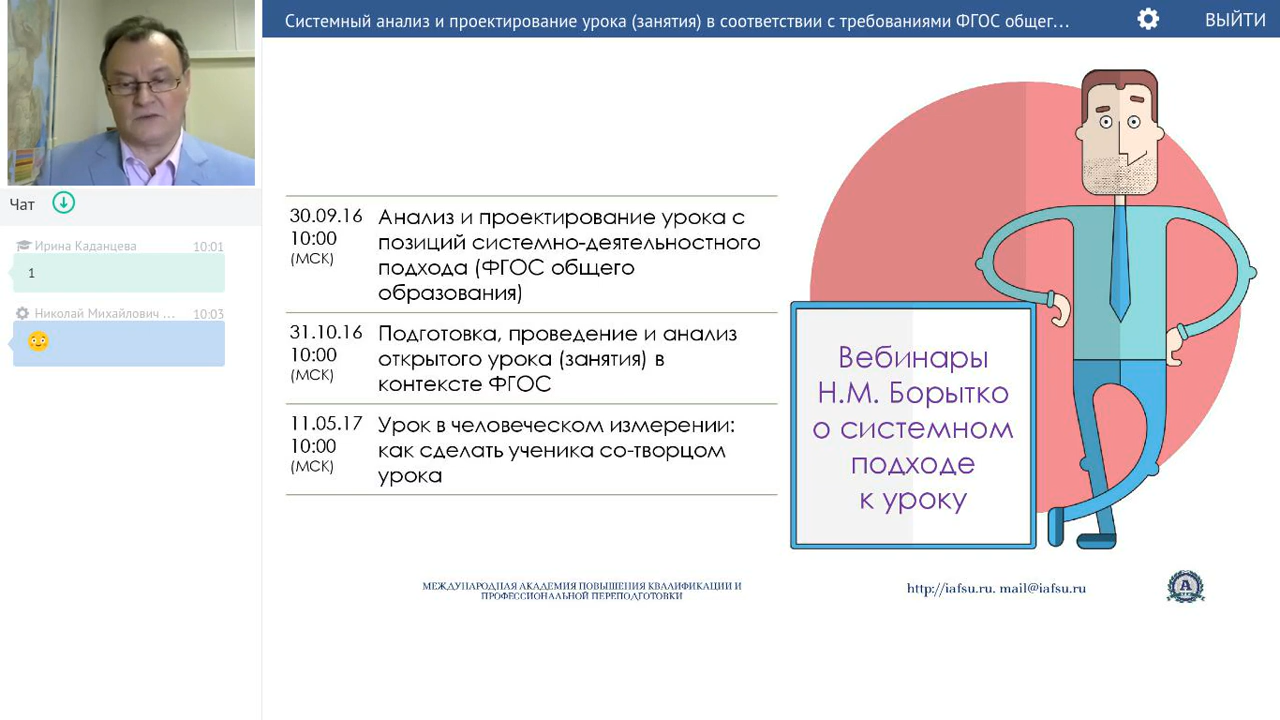 Системный анализ и проектирование урока (занятия) в соответствии с требованиями ФГОС общег...
ВЫЙТИ
Чат
Ирина Каданцева 10:01
1
Николай Михайлович ... 10:03
30.09.16
10:00
(МСК)
Анализ и проектирование урока с
позиций системно-деятельностного
подхода (ФГОС общего
образования)
31.10.16
10:00
(МСК)
Подготовка, проведение и анализ
открытого урока (занятия) в
контексте ФГОС
11.05.17
10:00
(МСК)
Урок в человеческом измерении:
как сделать ученика со-творцом
урока
Вебинары
Н.М. Борытко
о системном
подходе
к уроку
МЕЖДУНАРОДНАЯ АКАДЕМИЯ ПОВЫШЕНИЯ КВАЛИФИКАЦИИ И
ПРОФЕССИОНАЛЬНОЙ ПЕРЕПОДГОТОВКИ
http://iafsu.ru. mail@iafsu.ru
А